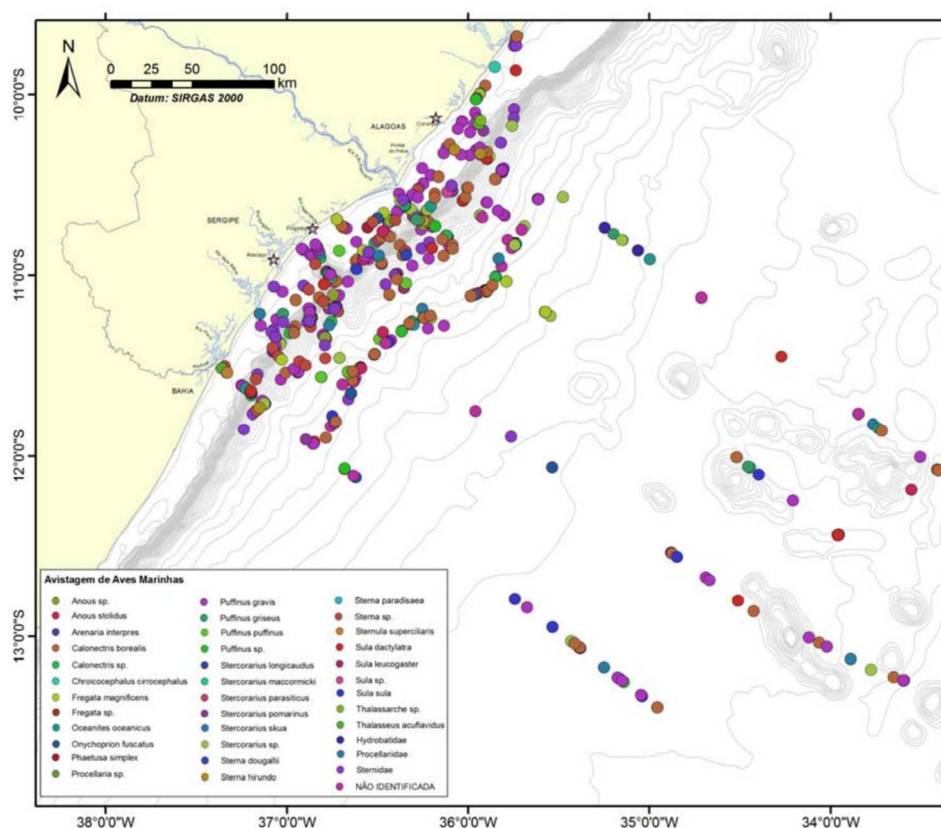 N
0 25 50 100
km
Datum: SIRGAS 2000
10°0'0"S
11°0'0"S
12°0'0"S
13°0'0"S
ALAGOAS
SERGIPE
Aracaju
BAHIA
Avistagem de Aves Marinhas
Anous sp.
Anous stolidus
Arenaria interpres
Calonectris borealis
Calonectris sp.
Chroicocephalus cirrocephalus
Fregata magnificens
Fregata sp.
Oceanites oceanicus
Onychoprion fuscatus
Phaetusa simplex
Procellaria sp.
Puffinus gravis
Puffinus griseus
Puffinus puffinus
Puffinus sp.
Stercorarius longicaudus
Stercorarius maccormicki
Stercorarius parasiticus
Stercorarius pomarinus
Stercorarius skua
Stercorarius sp.
Sterna dougallii
Sterna hirundo
Sterna paradisaea
Sterna sp.
Sternula superciliaris
Sula dactylatra
Sula leucogaster
Sula sp.
Sula sula
Thalassarche sp.
Thalasseus acuflavidus
Hydrobatidae
Procellariidae
Sternidae
NÃO IDENTIFICADA
38°0'0"W 37°0'0"W 36°0'0"W 35°0'0"W 34°0'0"W